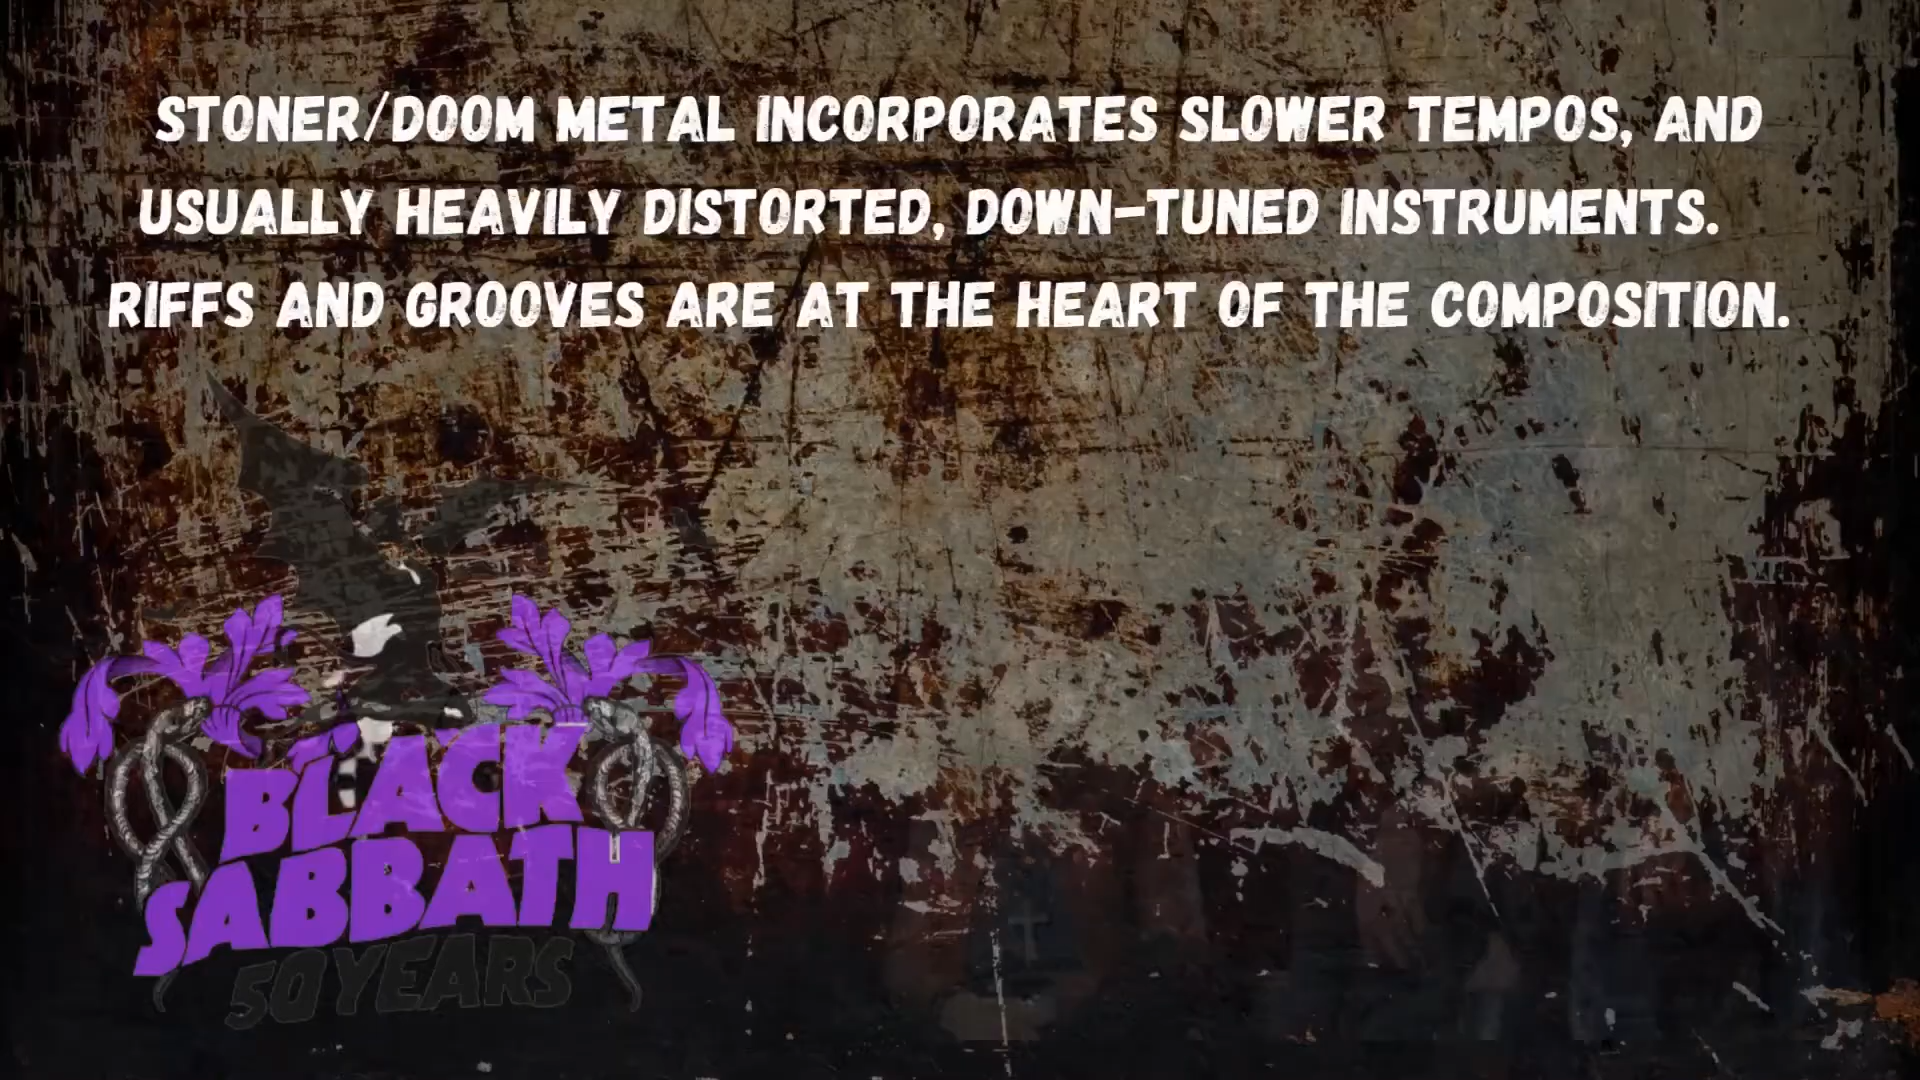 STONER/DOOM METAL INCORPORATES SLOWER TEMPOS, AND
USUALLY HEAVILY DISTORTED, DOWN-TUNED INSTRUMENTS.
RIFFS AND GROOVES ARE AT THE HEART OF THE COMPOSITION.
BLACK
SABBATH
50 YEARS